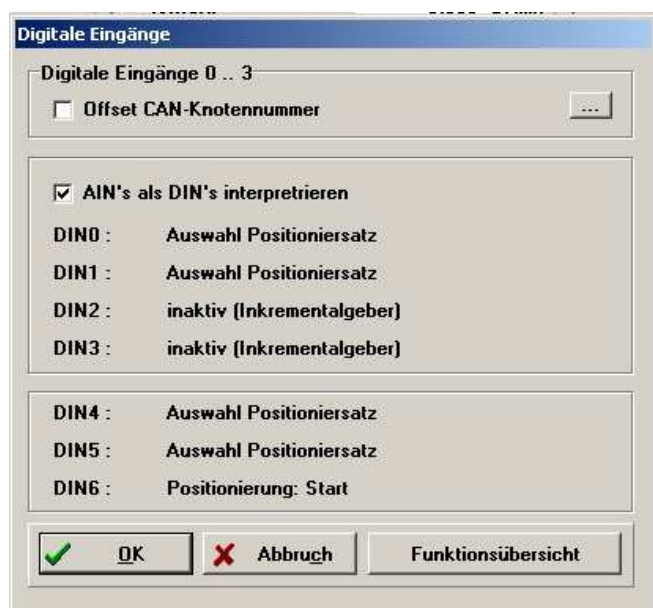 Digitale Eingänge
Digitale Eingänge 0 .. 3
Offset CAN-Knotennummer
...
AIN's als DIN's interpretrieren
DIN0 : Auswahl Positioniersatz
DIN1 : Auswahl Positioniersatz
DIN2 : inaktiv (Inkrementalgeber)
DIN3 : inaktiv (Inkrementalgeber)
DIN4 : Auswahl Positioniersatz
DIN5 : Auswahl Positioniersatz
DIN6 : Positionierung: Start
OK Abbruch Funktionsübersicht